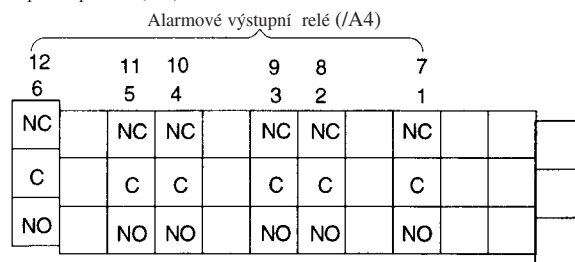 Alarmové výstupní relé (/A4)
12 11 10 9 8 7
6 5 4 3 2 1
NC NC NC NC NC NC
C C C C C C
NO NO NO NO NO NO